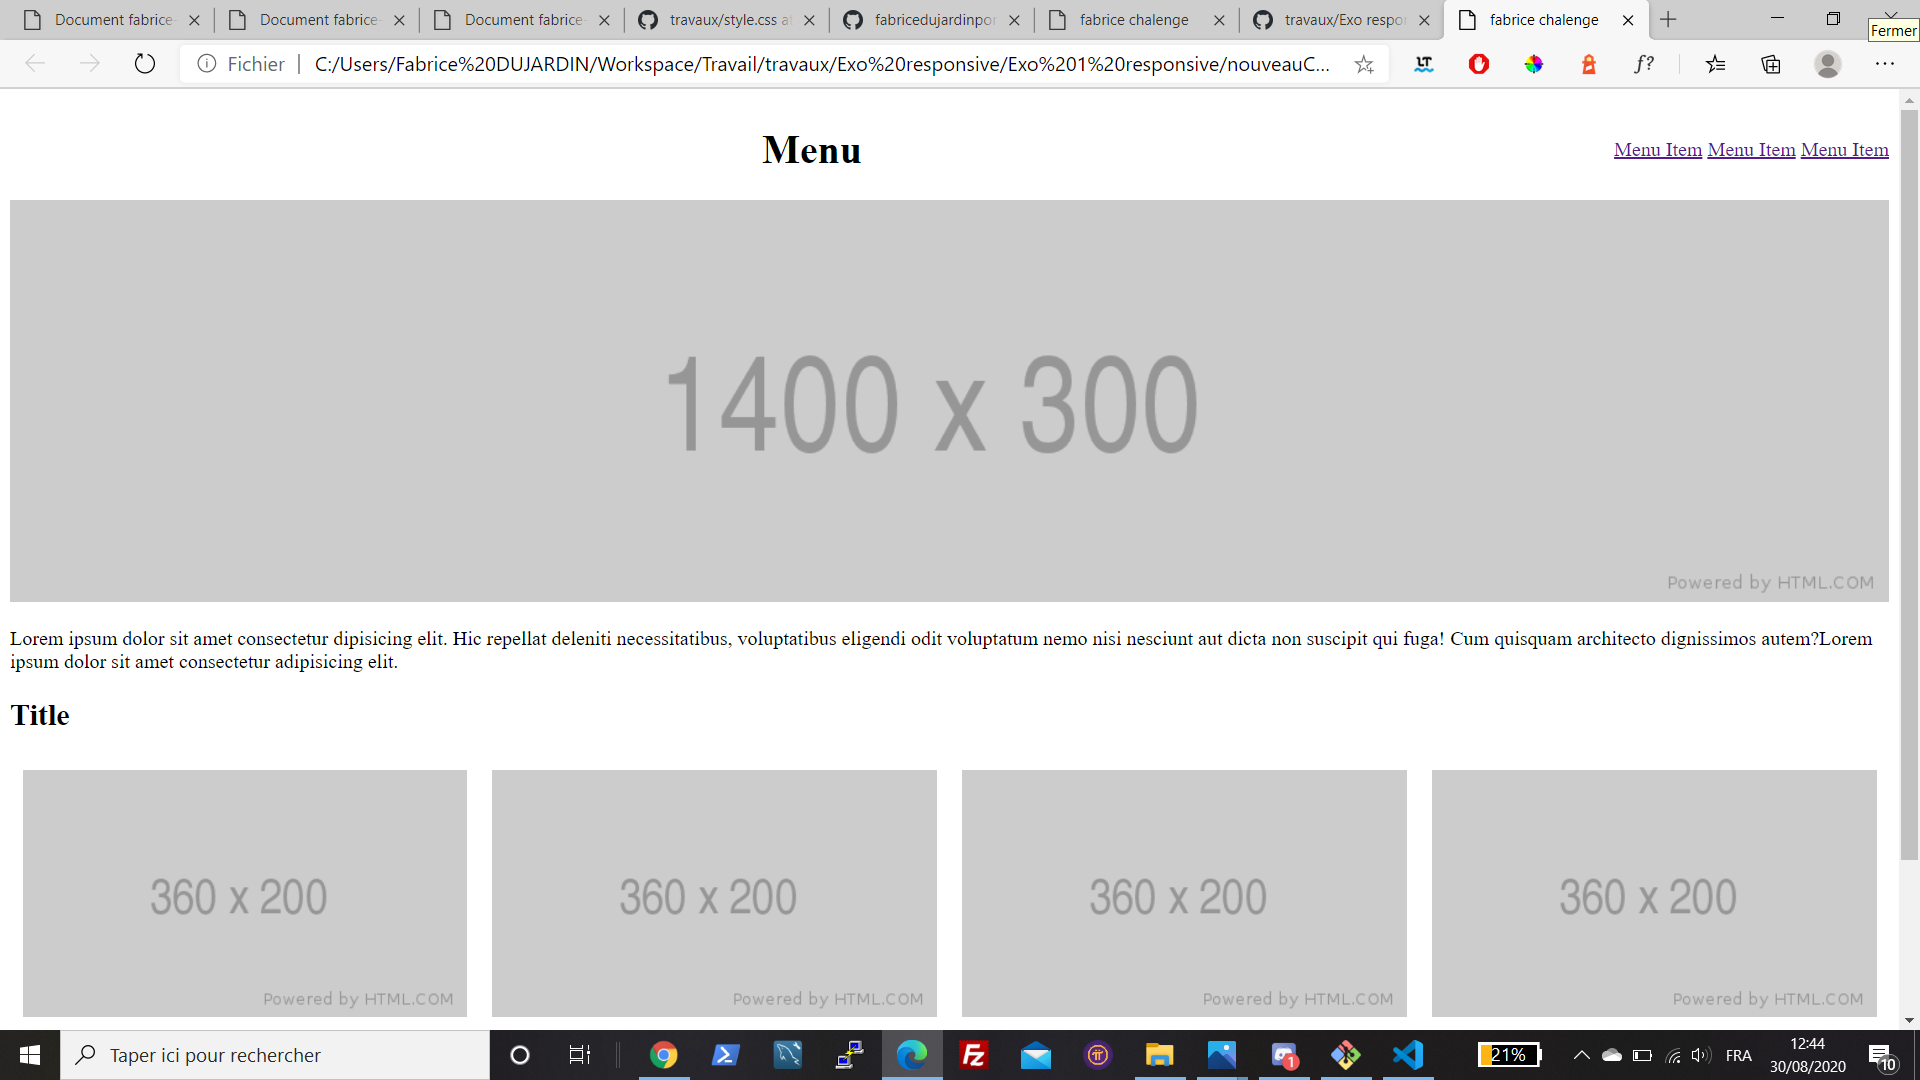 Document fabrice- Document fabrice- Document fabrice- travaux/style.css at fabricedujardinpor fabrice chalenge travaux/Exo respo fabrice chalenge
Fermer
Fichier C:/Users/Fabrice%20DUJARDIN/Workspace/Travail/travaux/Exo%20responsive/Exo%201%20responsive/nouveauC... LT f?
Menu
Menu Item Menu Item Menu Item
1400 x 300
Powered by HTML.COM
Lorem ipsum dolor sit amet consectetur dipisicing elit. Hic repellat deleniti necessitatibus, voluptatibus eligendi odit voluptatum nemo nisi nesciunt aut dicta non suscipit qui fuga! Cum quisquam architecto dignissimos autem?Lorem
ipsum dolor sit amet consectetur adipisicing elit.
Title
360 x 200 360 x 200 360 x 200 360 x 200
Powered by HTML.COM Powered by HTML.COM Powered by HTML.COM Powered by HTML.COM
Taper ici pour rechercher Fz 1 21% FRA 12:44
30/08/2020 10